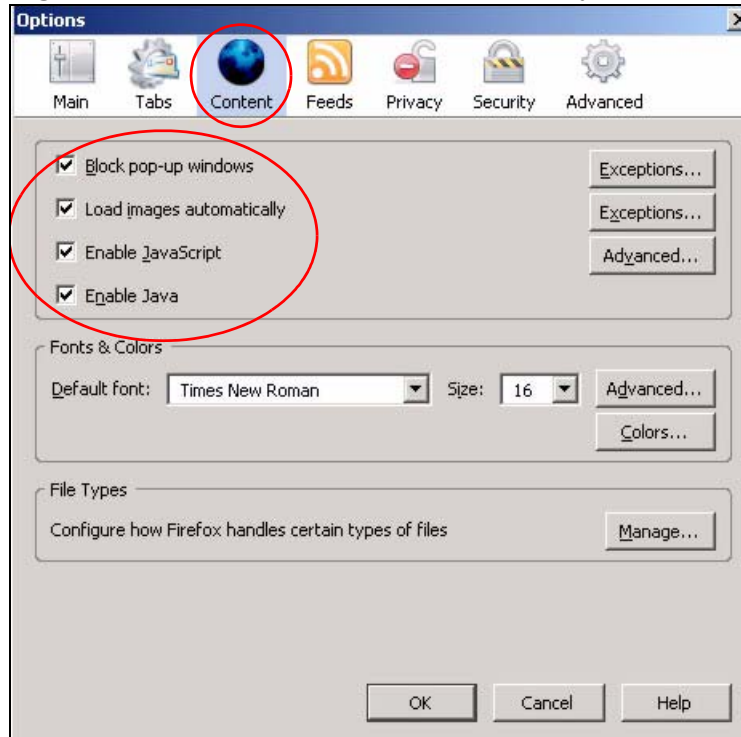 Options
Main Tabs Content Feeds Privacy Security Advanced
Block pop-up windows Exceptions...
Load images automatically Exceptions...
Enable JavaScript Advanced...
Enable Java
Fonts & Colors
Default font: Times New Roman Size: 16 Advanced...
Colors...
File Types
Configure how Firefox handles certain types of files Manage...
OK Cancel Help